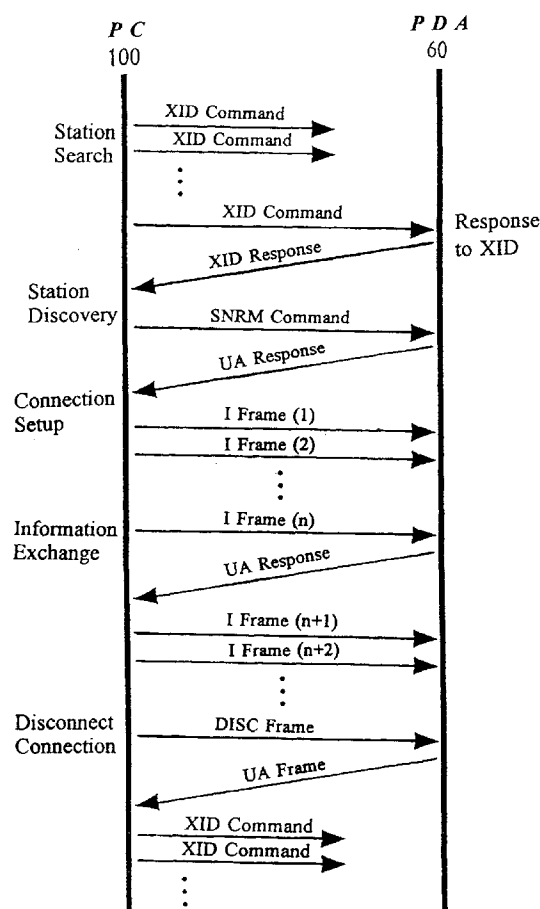 PC
PDA
100
60
XID Command
Station
Search
XID Command
XID Command
Response
to XID
XID Response
Station
Discovery
SNRM Command
UA Response
Connection
Setup
I Frame (1)
I Frame (2)
I Frame (n)
Information
Exchange
UA Response
I Frame (n+1)
I Frame (n+2)
Disconnect
Connection
DISC Frame
UA Frame
XID Command
XID Command